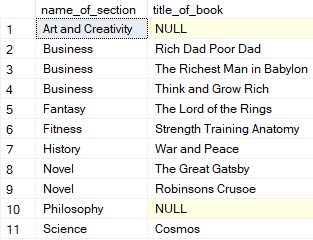 name_of_section title_of_book
1 Art and Creativity NULL
2 Business Rich Dad Poor Dad
3 Business The Richest Man in Babylon
4 Business Think and Grow Rich
5 Fantasy The Lord of the Rings
6 Fitness Strength Training Anatomy
7 History War and Peace
8 Novel The Great Gatsby
9 Novel Robinsons Crusoe
10 Philosophy NULL
11 Science Cosmos